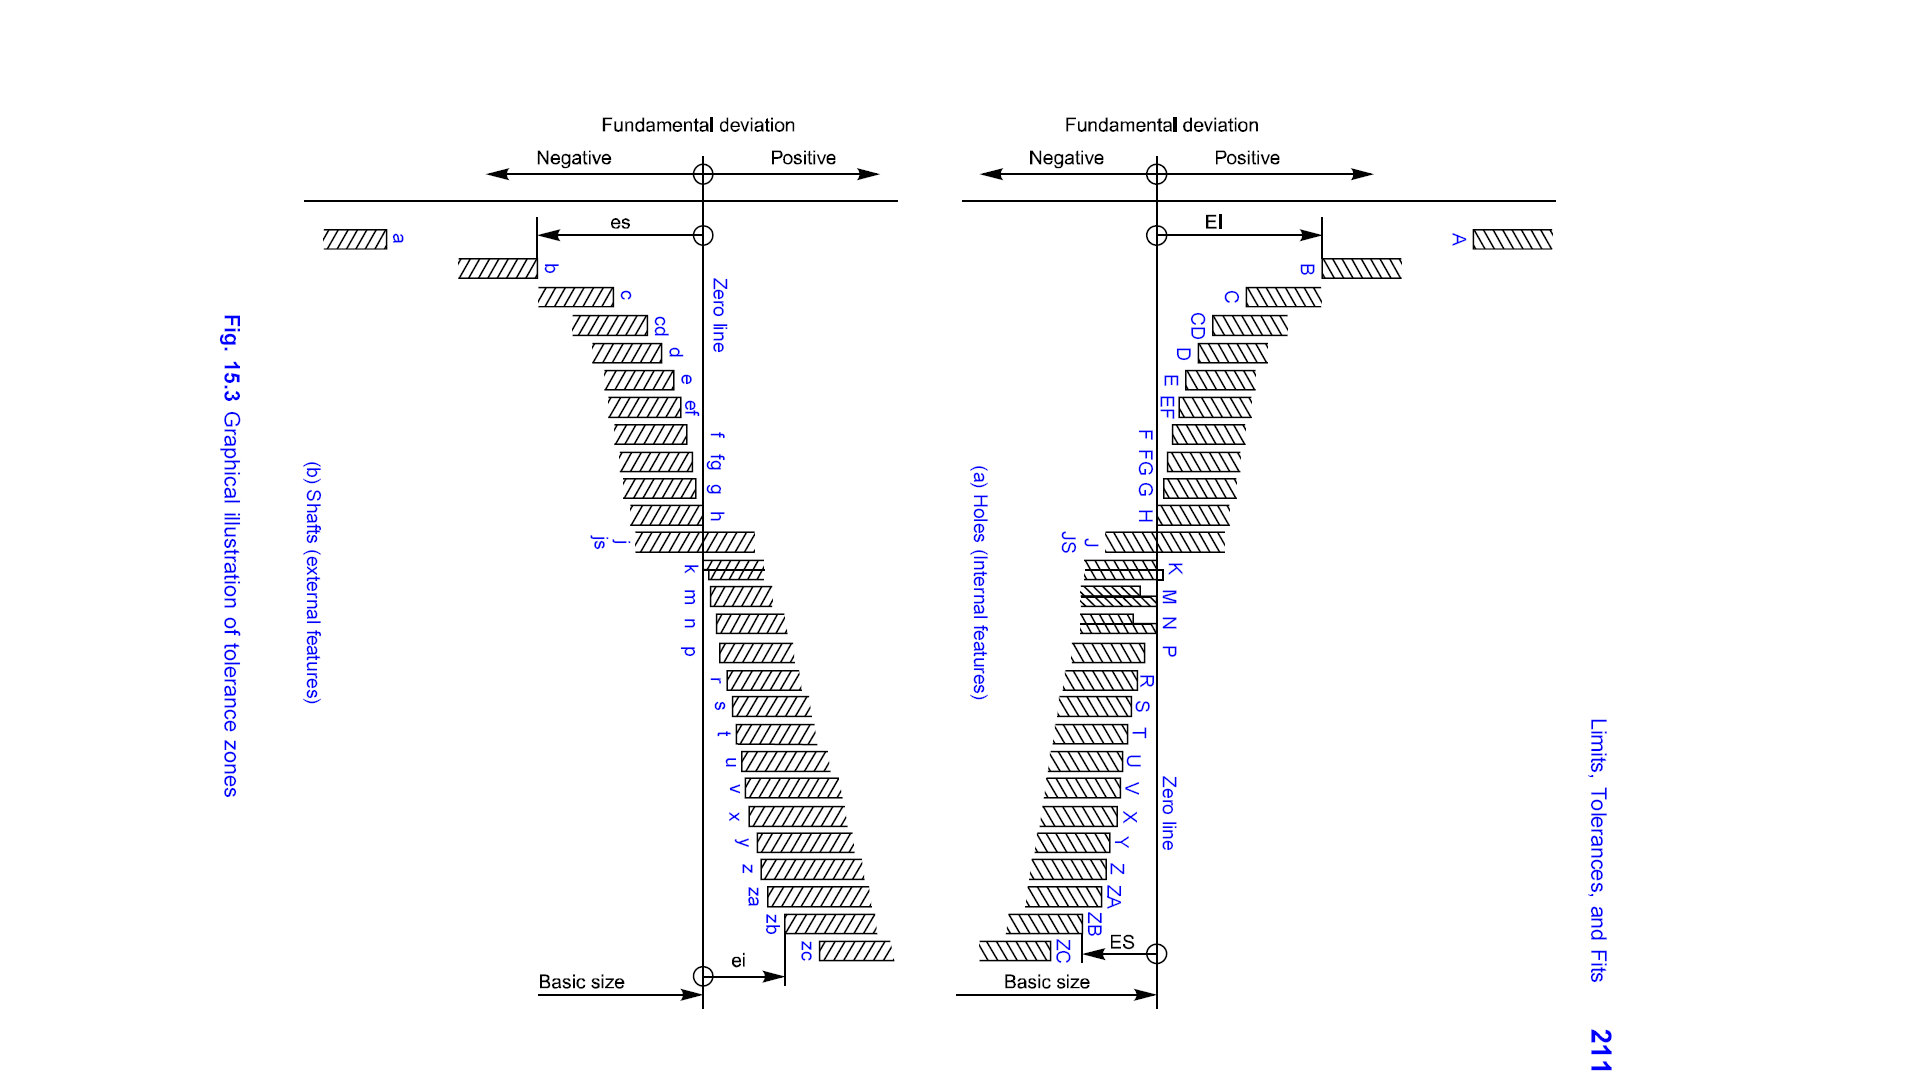 Limits, Tolerances, and Fits 211
Fundamental deviation
Negative
Positive
EI
A
B
C
CD
D
E
EF
F
FG
G
H
J
JS
K
M
N
P
R
S
T
U
V
X
Y
Z
ZA
ZB
ZC
Zero line
ES
Basic size
(a) Holes (Internal features)
Fundamental deviation
Negative
Positive
es
a
b
c
cd
d
e
ef
f
fg
g
h
j
js
k
m
n
p
r
s
t
u
v
x
y
z
za
zb
zc
Zero line
ei
Basic size
(b) Shafts (external features)
Fig. 15.3 Graphical illustration of tolerance zones